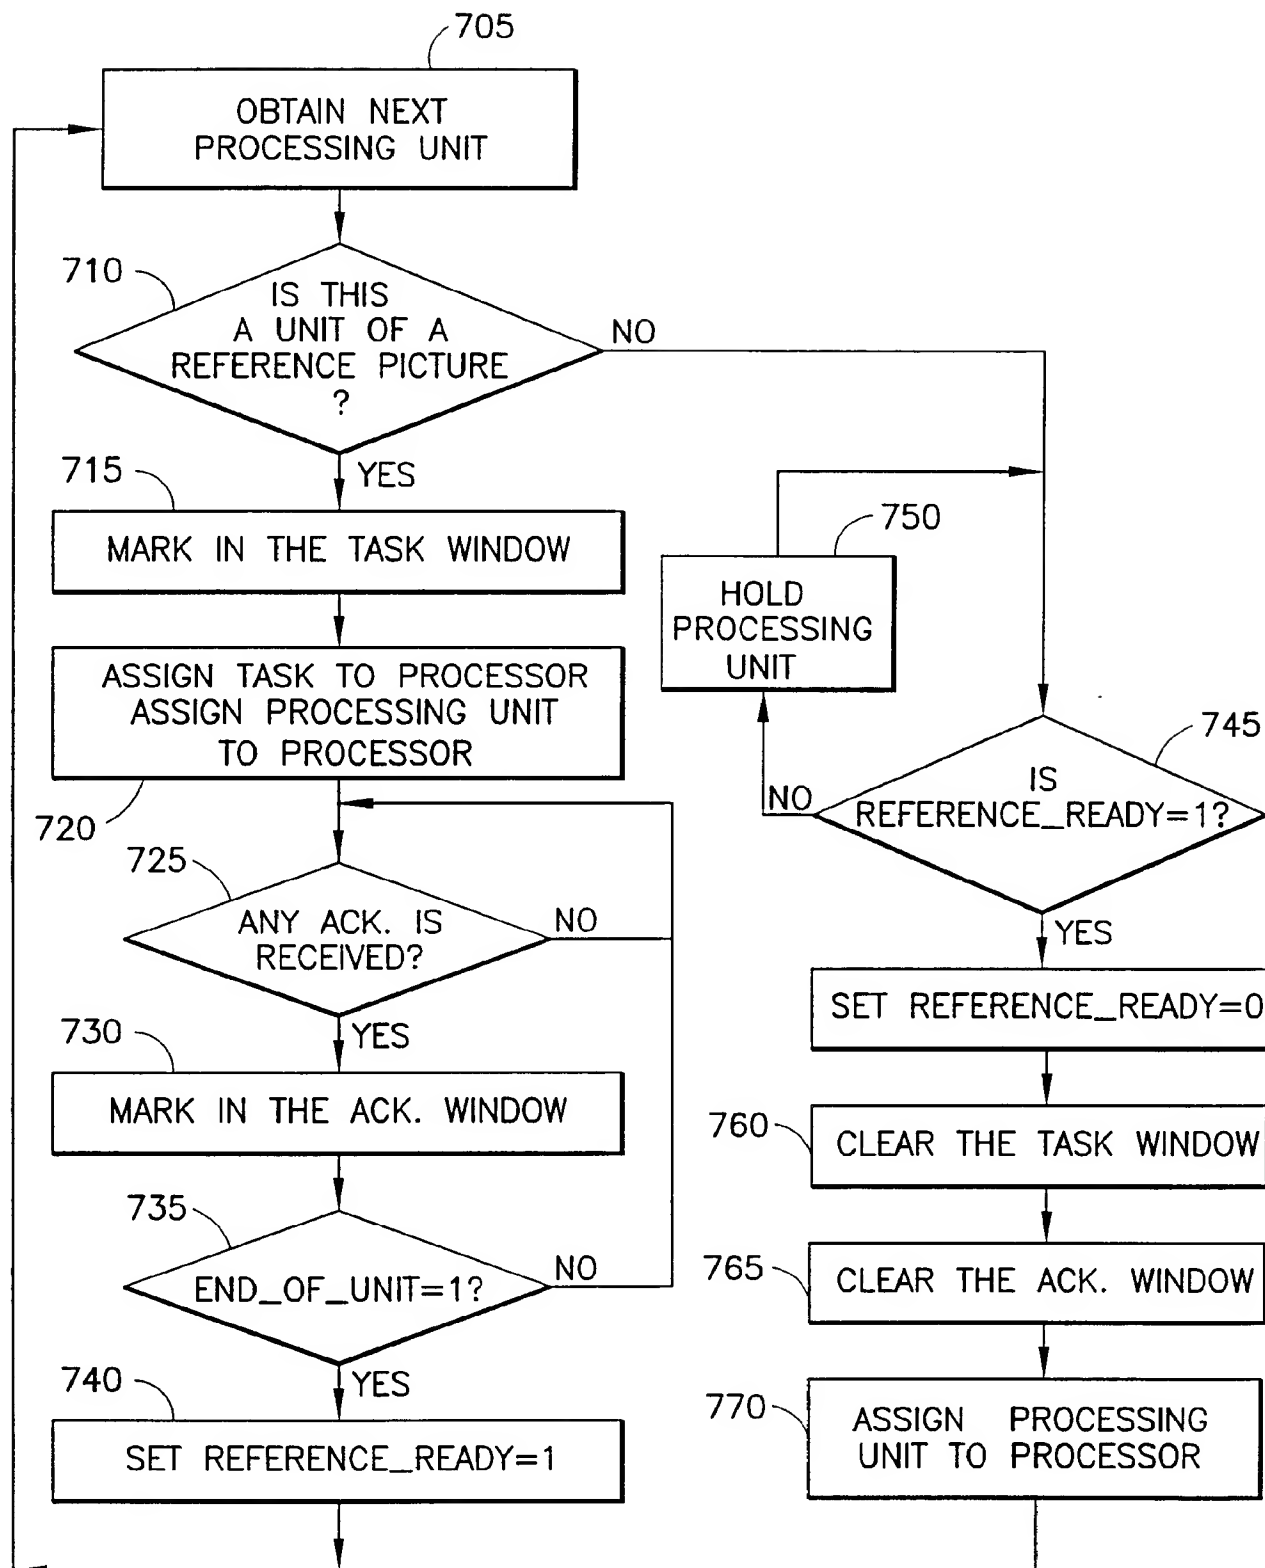 705
OBTAIN NEXT
PROCESSING UNIT
710
IS THIS
A UNIT OF A
REFERENCE PICTURE
?
NO
YES
715
MARK IN THE TASK WINDOW
750
HOLD
PROCESSING
UNIT
ASSIGN TASK TO PROCESSOR
ASSIGN PROCESSING UNIT
TO PROCESSOR
720
745
IS
REFERENCE_READY=1?
NO
YES
725
ANY ACK. IS
RECEIVED?
NO
YES
SET REFERENCE_READY=0
730
MARK IN THE ACK. WINDOW
760
CLEAR THE TASK WINDOW
735
END_OF_UNIT=1?
NO
YES
765
CLEAR THE ACK. WINDOW
740
SET REFERENCE_READY=1
770
ASSIGN PROCESSING
UNIT TO PROCESSOR